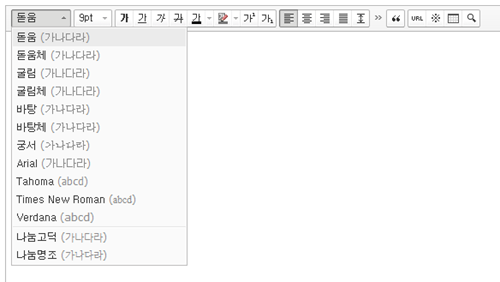 돋움 9pt 가 가 가 가 가 가¹ 가₁ URL
돋움 (가나다라)
돋움체 (가나다라)
굴림 (가나다라)
굴림체 (가나다라)
바탕 (가나다라)
바탕체 (가나다라)
궁서 (가나다라)
Arial (가나다라)
Tahoma (abcd)
Times New Roman (abcd)
Verdana (abcd)
나눔고딕 (가나다라)
나눔명조 (가나다라)